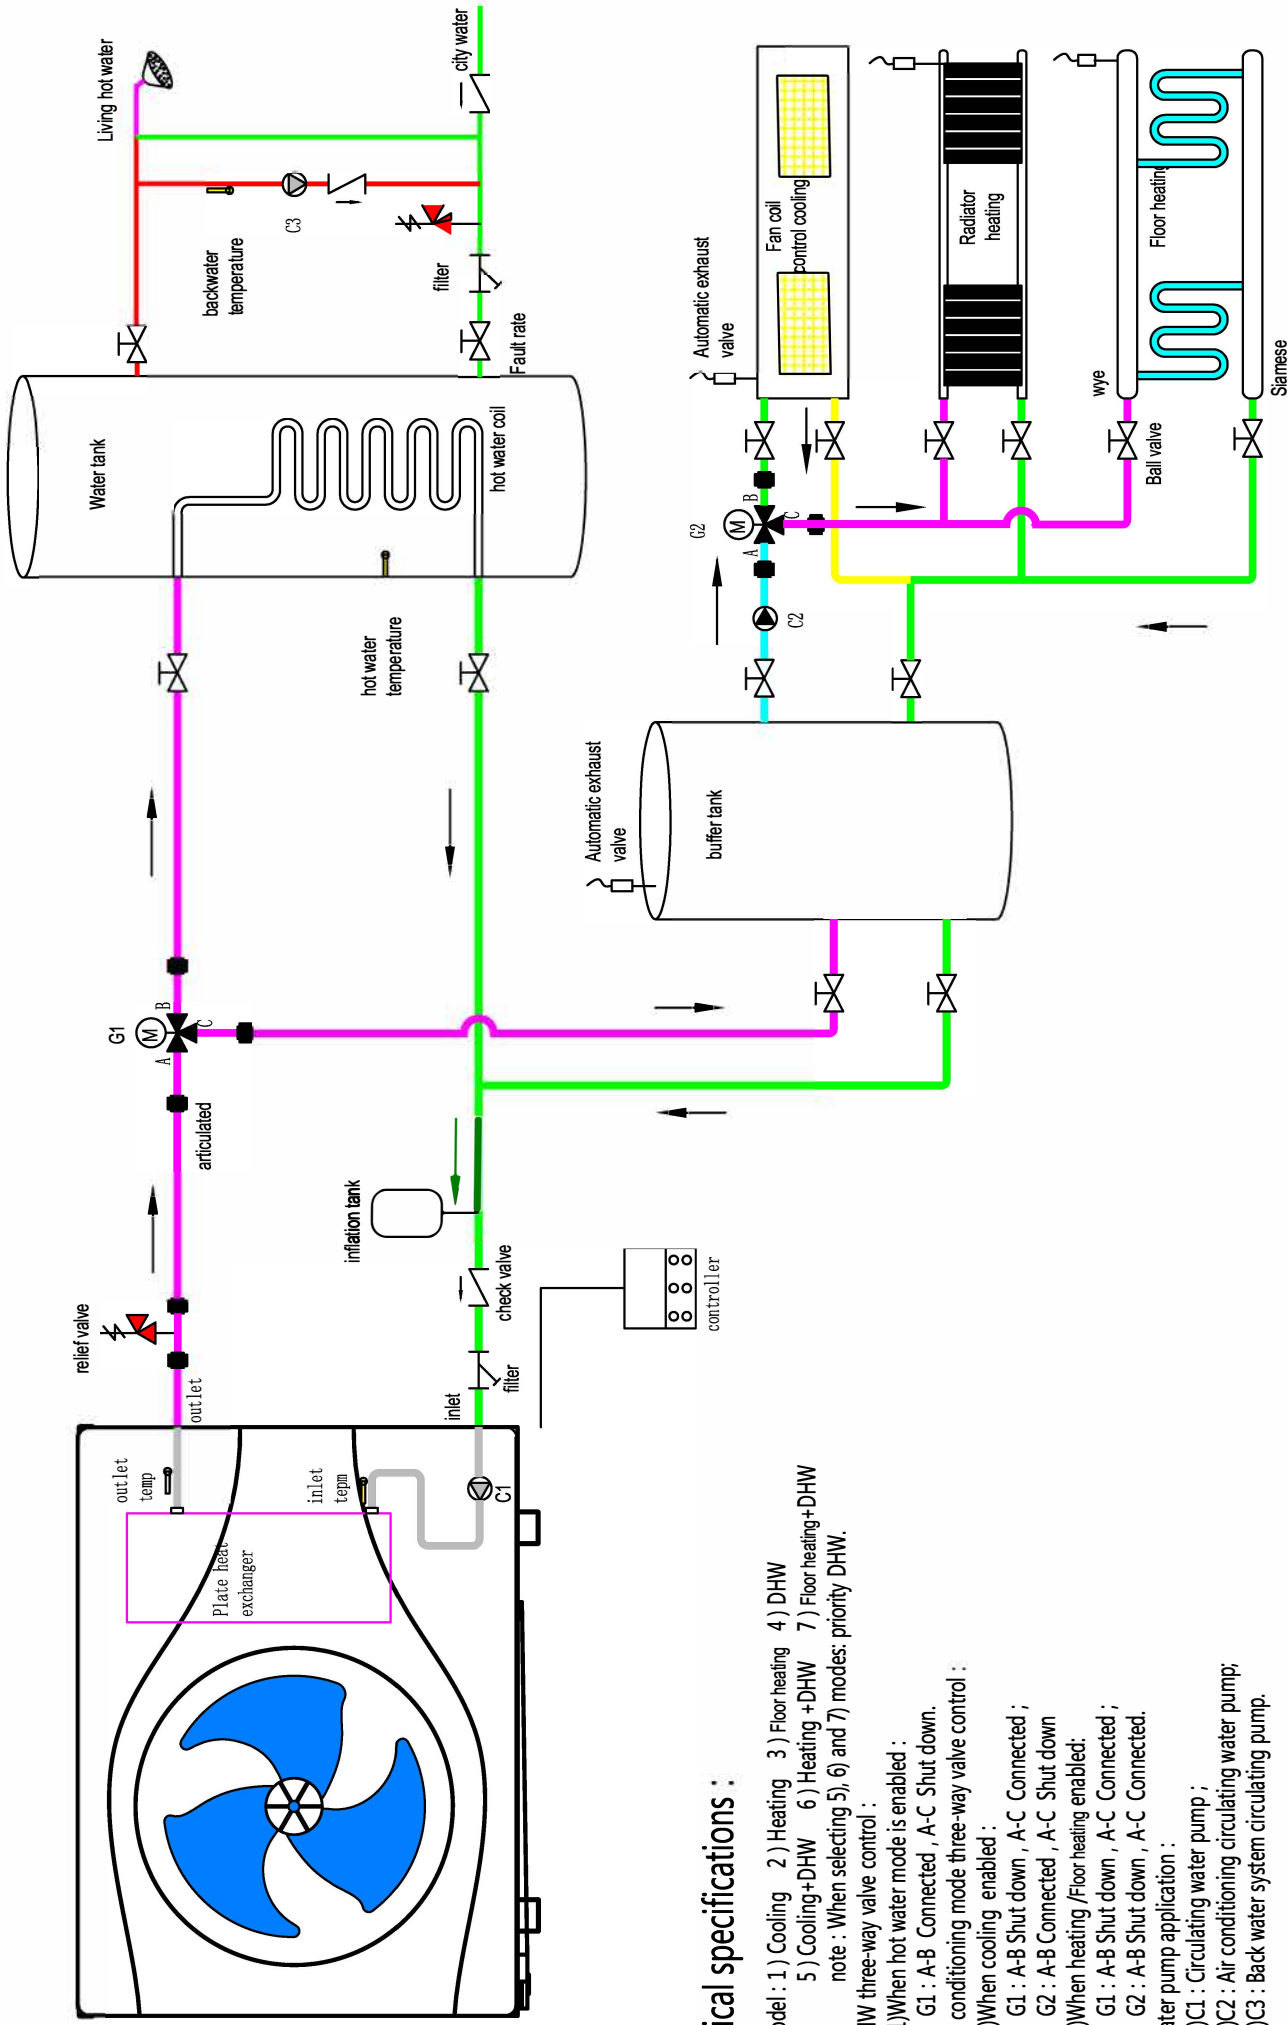 Living hot water
city water
C3
backwater
temperature
filter
Fault rate
Water tank
hot water coil
hot water
temperature
G1
M
A
B
C
articulated
relief valve
outlet
outlet
temp
inlet
tepm
Plate heat
exchanger
C1
inlet
filter
check valve
inflation tank
controller
Automatic exhaust
valve
buffer tank
Automatic exhaust
valve
Fan coil
control cooling
Radiator
heating
Floor heating
wye
Siamese
Ball valve
G2
M
A
B
C
C2
ical specifications :
odel : 1 ) Cooling 2 ) Heating 3 ) Floor heating 4 ) DHW
5 ) Cooling+DHW 6 ) Heating +DHW 7 ) Floor heating+DHW
note : When selecting 5), 6) and 7) modes: priority DHW.
HW three-way valve control :
1)When hot water mode is enabled :
G1 : A-B Connected , A-C Shut down.
conditioning mode three-way valve control :
)When cooling enabled :
G1 : A-B Shut down , A-C Connected ;
G2 : A-B Connected , A-C Shut down
)When heating /Floor heating enabled:
G1 : A-B Shut down , A-C Connected ;
G2 : A-B Shut down , A-C Connected.
ater pump application :
)C1 : Circulating water pump ;
)C2 : Air conditioning circulating water pump;
)C3 : Back water system circulating pump.